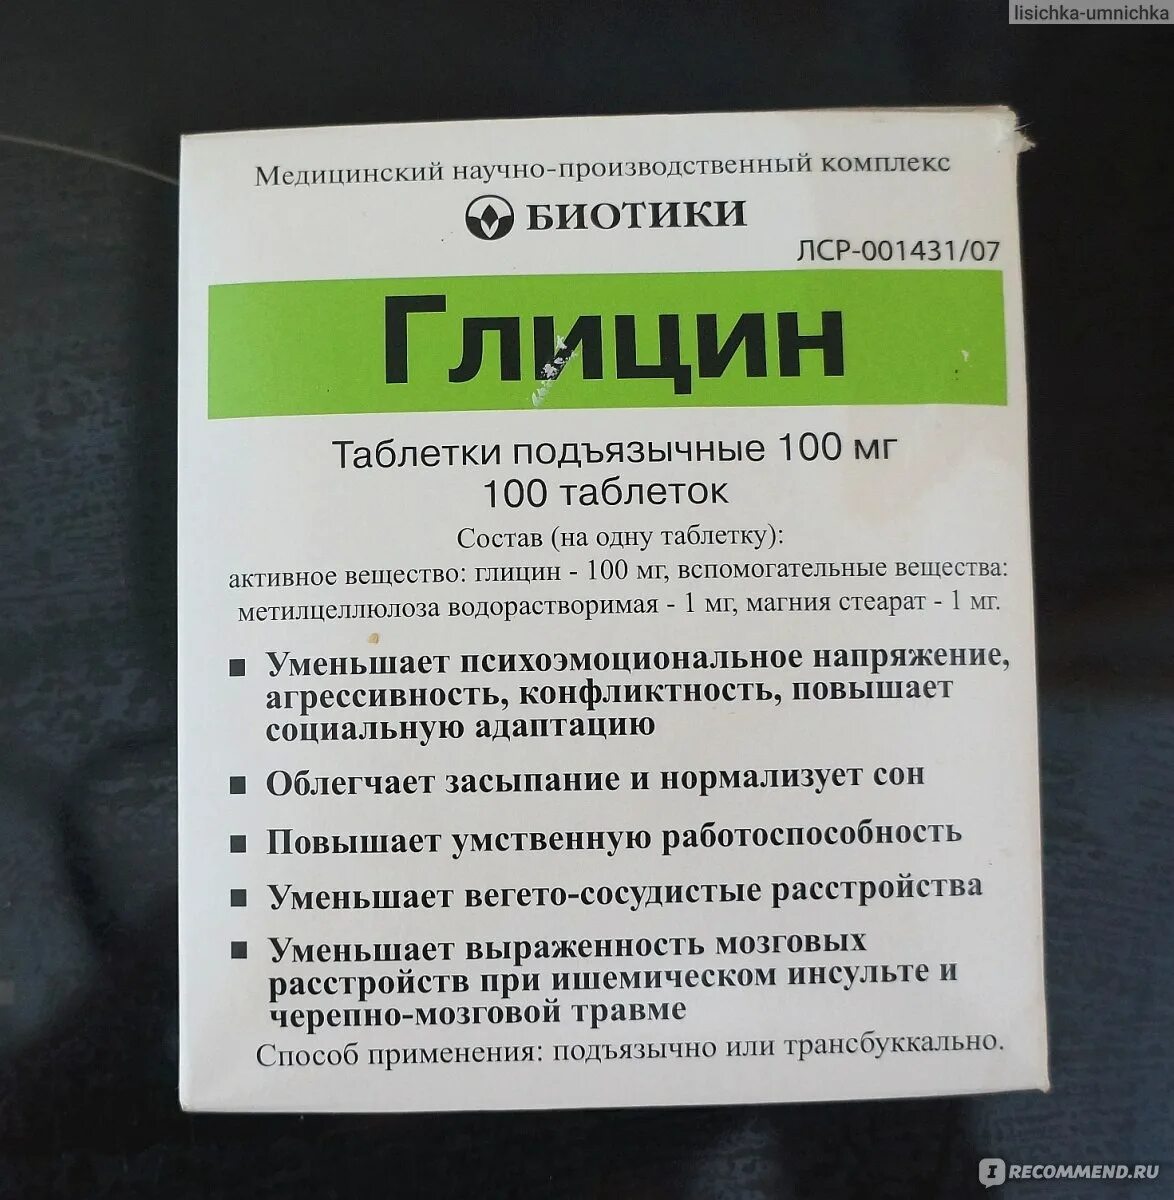 lisichka-umnichka
Медицинский научно-производственный комплекс
БИОТИКИ
ЛСР-001431/07
Глицин
Таблетки подъязычные 100 мг
100 таблеток
Состав (на одну таблетку):
активное вещество: глицин - 100 мг, вспомогательные вещества:
метилцеллюлоза водорастворимая - 1 мг, магния стеарат - 1 мг.
■ Уменьшает психоэмоциональное напряжение,
агрессивность, конфликтность, повышает
социальную адаптацию
■ Облегчает засыпание и нормализует сон
■ Повышает умственную работоспособность
■ Уменьшает вегето-сосудистые расстройства
■ Уменьшает выраженность мозговых
расстройств при ишемическом инсульте и
черепно-мозговой травме
Способ применения: подъязычно или трансбуккально.
IRECOMMEND.RU